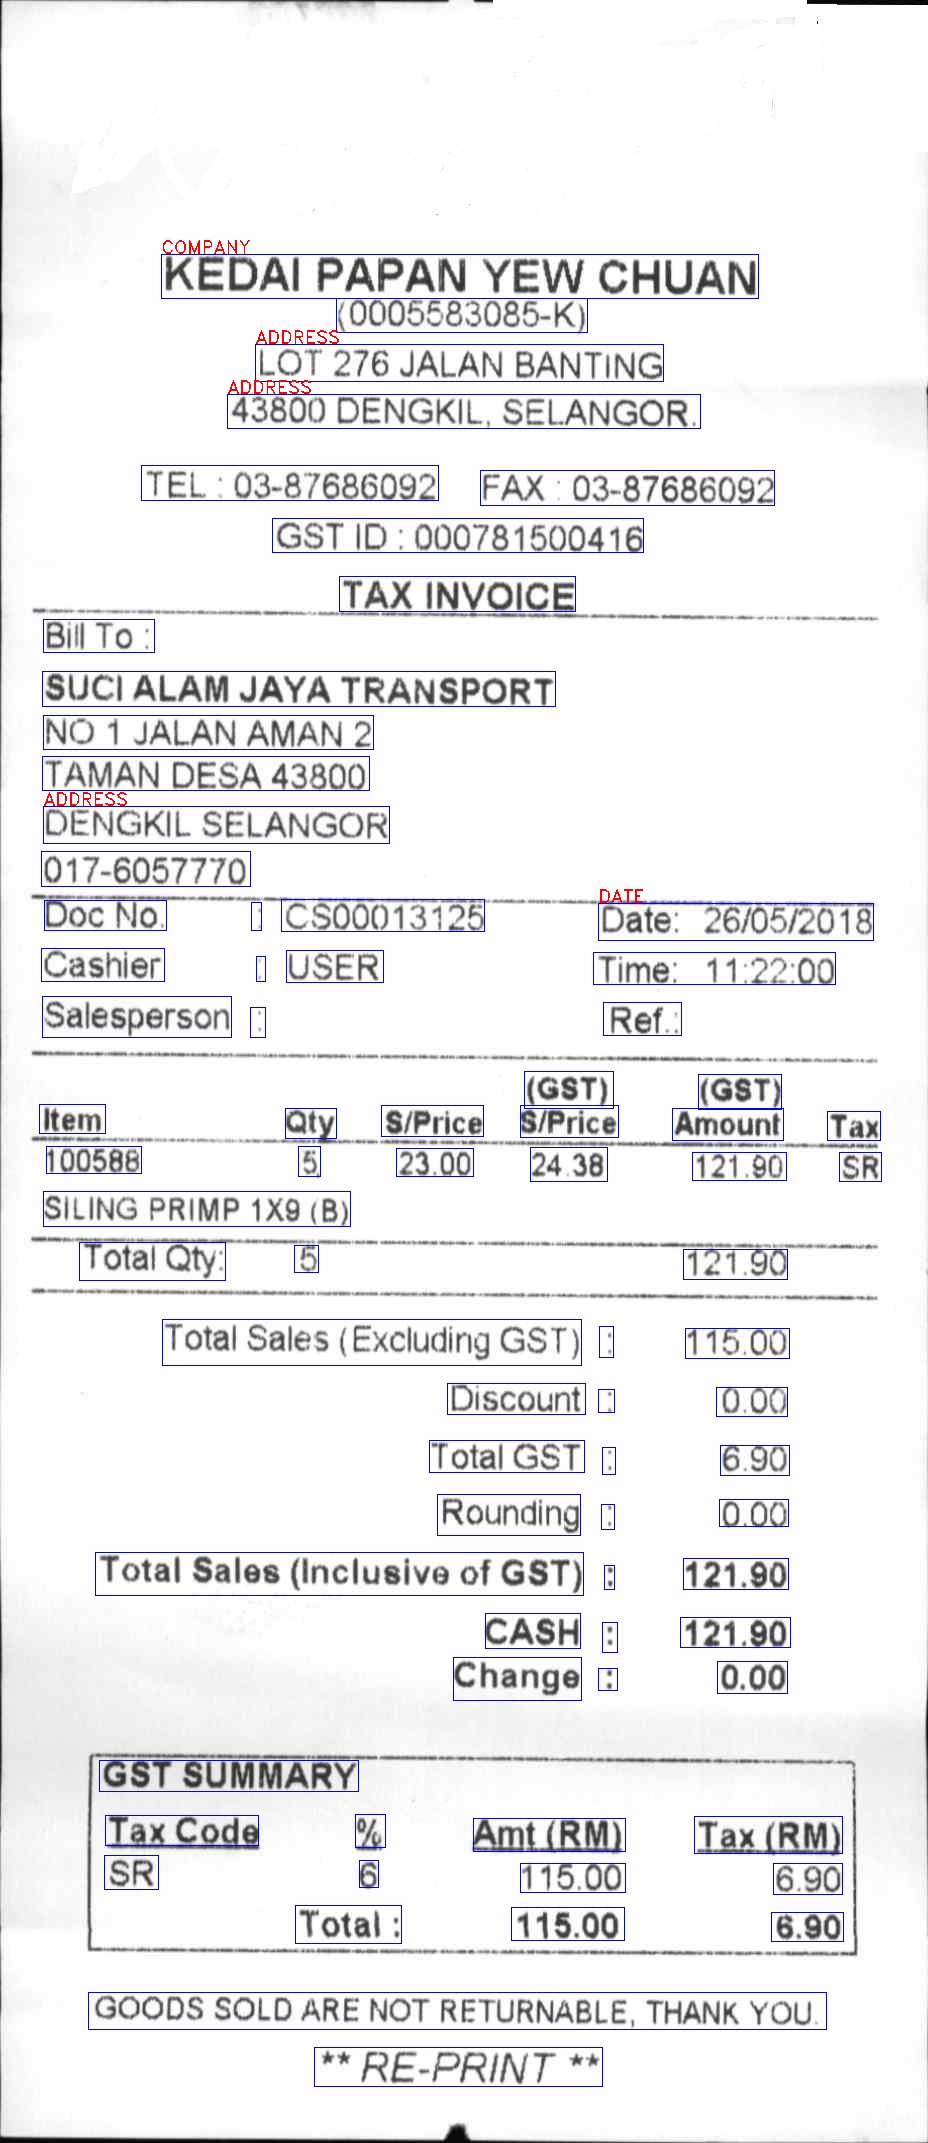 COMPANY
KEDAI PAPAN YEW CHUAN
(0005583085-K)
ADDRESS
LOT 276 JALAN BANTING
ADDRESS
43800 DENGKIL, SELANGOR.
TEL : 03-87686092 FAX : 03-87686092
GST ID : 000781500416
TAX INVOICE
Bill To :
SUCI ALAM JAYA TRANSPORT
NO 1 JALAN AMAN 2
TAMAN DESA 43800
ADDRESS
DENGKIL SELANGOR
017-6057770
DATE
Doc No. : CS00013125 Date: 26/05/2018
Cashier : USER Time: 11:22:00
Salesperson : Ref.:
(GST) (GST)
Item Qty S/Price S/Price Amount Tax
100588 5 23.00 24.38 121.90 SR
SILING PRIMP 1X9 (B)
Total Qty: 5 121.90
Total Sales (Excluding GST) : 115.00
Discount : 0.00
Total GST : 6.90
Rounding : 0.00
Total Sales (Inclusive of GST) : 121.90
CASH : 121.90
Change : 0.00
GST SUMMARY
Tax Code % Amt (RM) Tax (RM)
SR 6 115.00 6.90
Total : 115.00 6.90
GOODS SOLD ARE NOT RETURNABLE, THANK YOU.
** RE-PRINT **